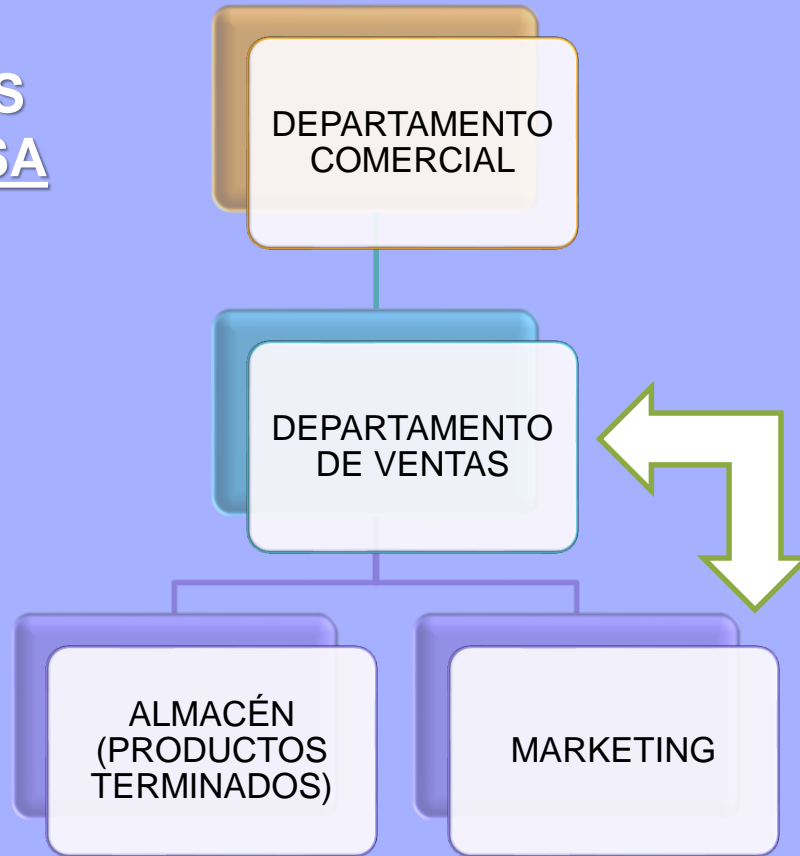 DEPARTAMENTO
COMERCIAL
DEPARTAMENTO
DE VENTAS
ALMACÉN
(PRODUCTOS
TERMINADOS)
MARKETING